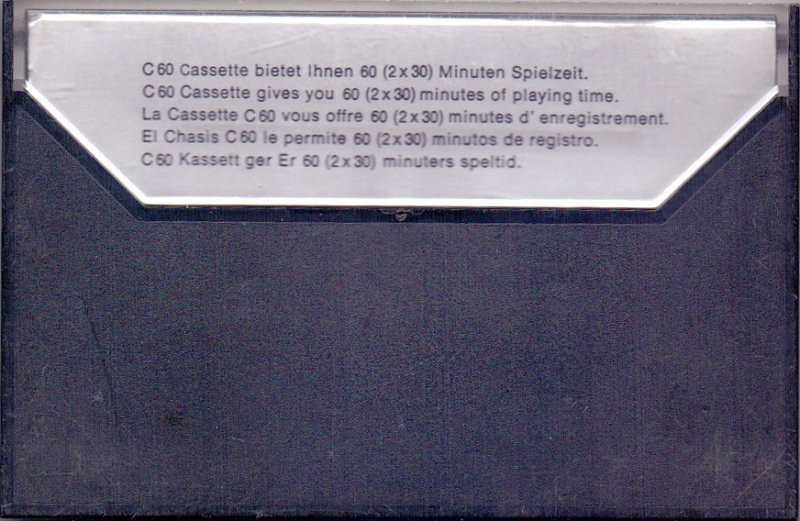 C60 Cassette bietet Ihnen 60 (2x30) Minuten Spielzeit.
C60 Cassette gives you 60 (2x30) minutes of playing time.
La Cassette C60 vous offre 60 (2x30) minutes d' enregistrement.
El Chasis C60 le permite 60 (2x30) minutos de registro.
C60 Kassett ger Er 60 (2x30) minuters speltid.